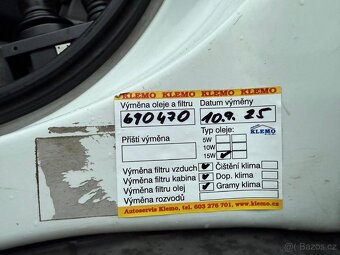 KLEMO KLEMO KLEMO KLEMO
Výměna oleje a filtru
Datum výměny
690470
10.9. 25
Příští výměna
Typ oleje:
KLEMO
5W
10W
15W
Výměna filtru vzduch
Čištění klima
Výměna filtru kabina
Dop. klima
Výměna filtru olej
Gramy klima
Výměna rozvodů
Autoservis Klemo, tel. 603 276 701, www.klemo.cz
Bazoš.cz